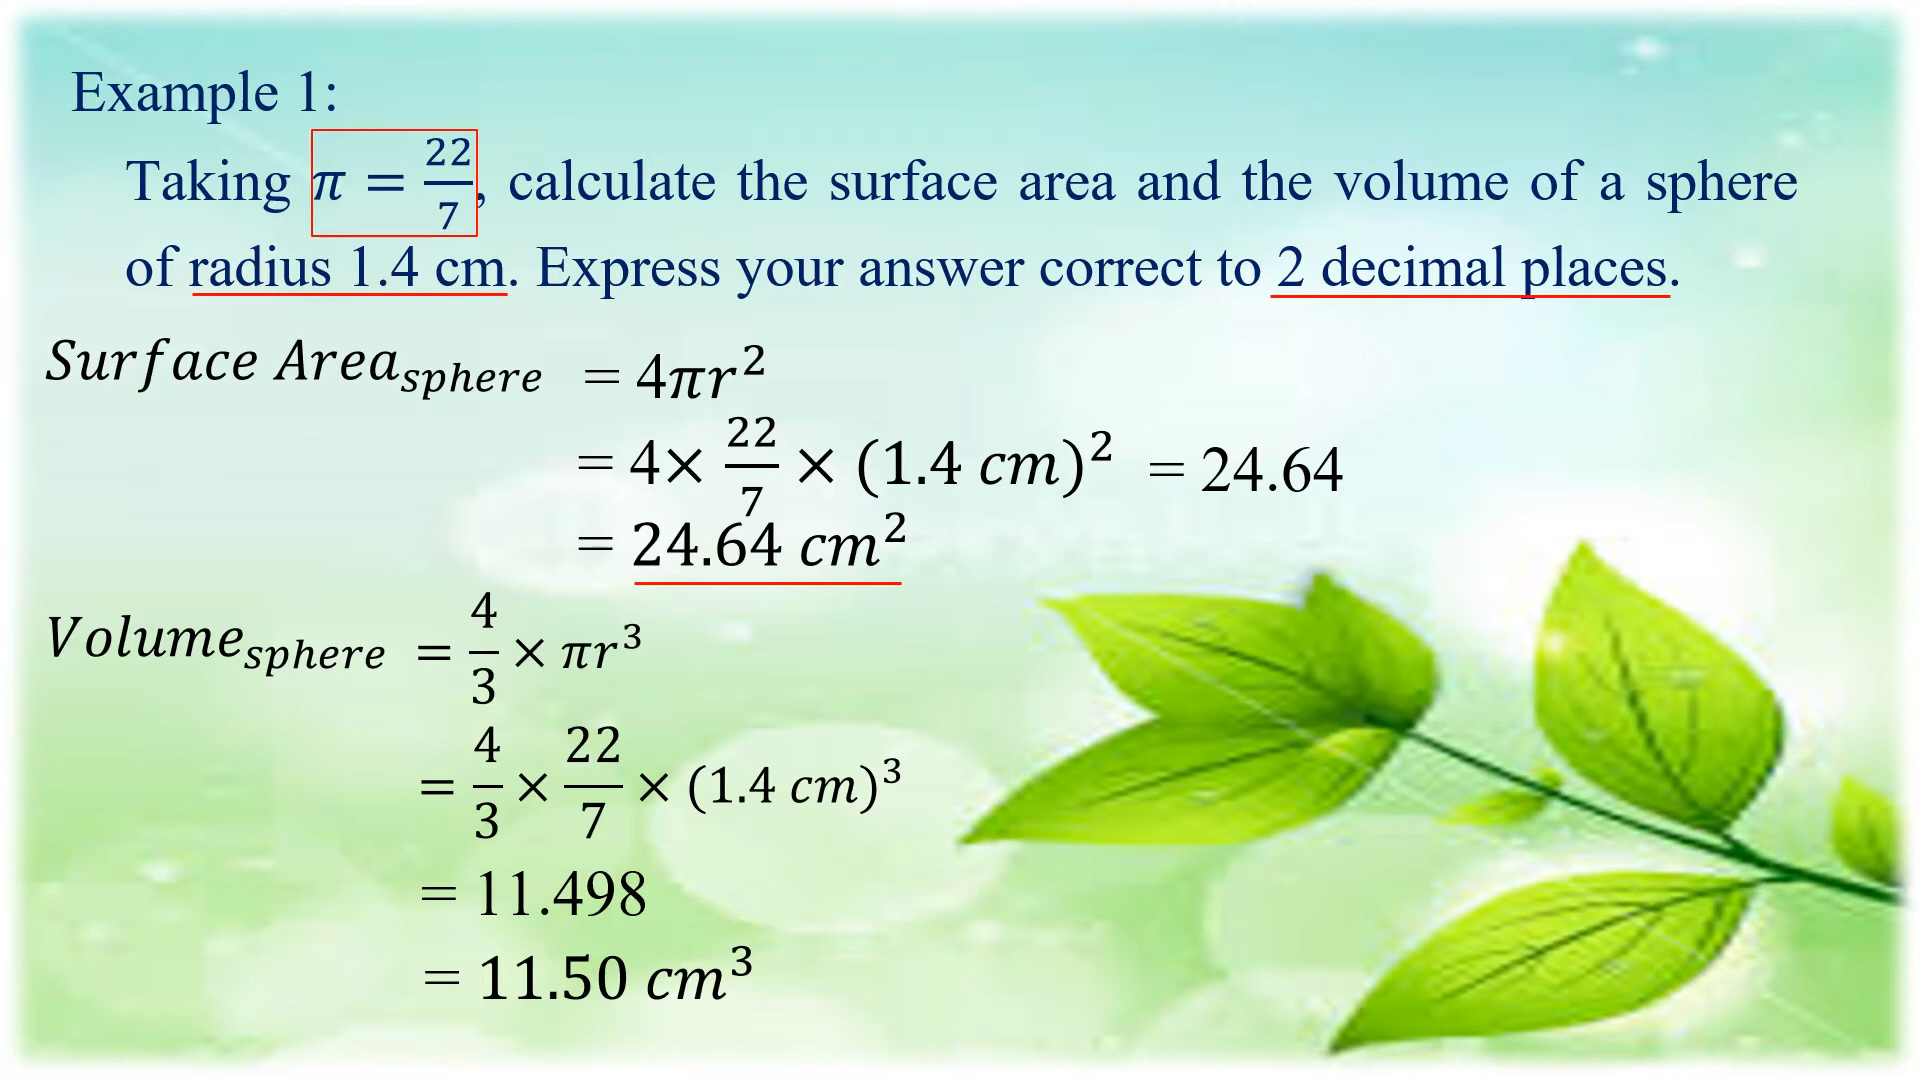 Example 1:
Taking π = 22/7, calculate the surface area and the volume of a sphere
of radius 1.4 cm. Express your answer correct to 2 decimal places.
Surface Area_sphere = 4πr²
= 4× 22/7 × (1.4 cm)² = 24.64
= 24.64 cm²
Volume_sphere = 4/3 × πr³
= 4/3 × 22/7 × (1.4 cm)³
= 11.498
= 11.50 cm³